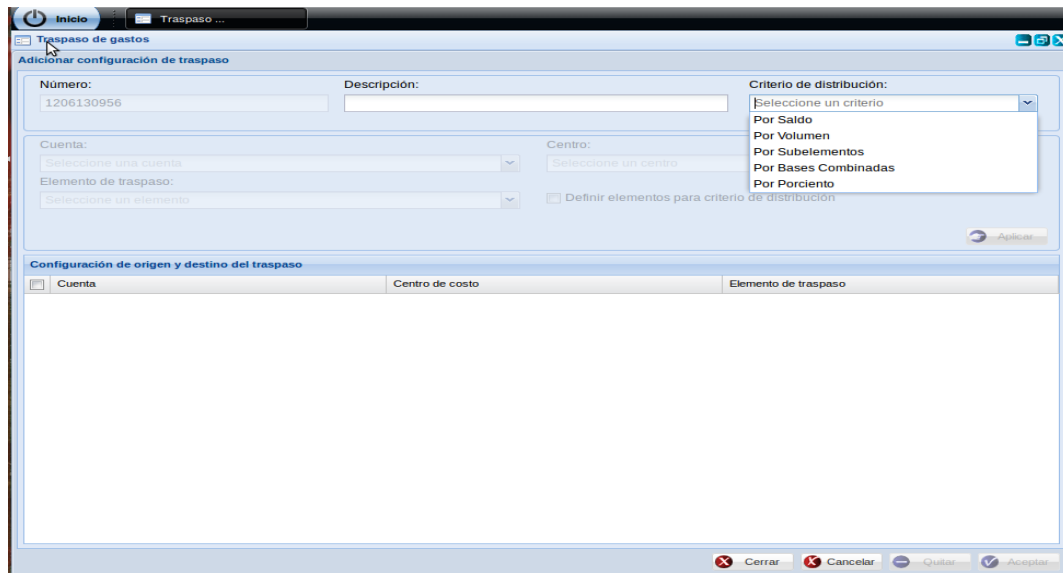 Inicio
Traspaso ...
Traspaso de gastos
Adicionar configuración de traspaso
Número:
Descripción:
Criterio de distribución:
1206130956
Seleccione un criterio
Por Saldo
Por Volumen
Por Subelementos
Por Bases Combinadas
Por Porciento
Cuenta:
Centro:
Seleccione una cuenta
Seleccione un centro
Elemento de traspaso:
Seleccione un elemento
Definir elementos para criterio de distribución
Aplicar
Configuración de origen y destino del traspaso
Cuenta
Centro de costo
Elemento de traspaso
Cerrar
Cancelar
Quitar
Aceptar